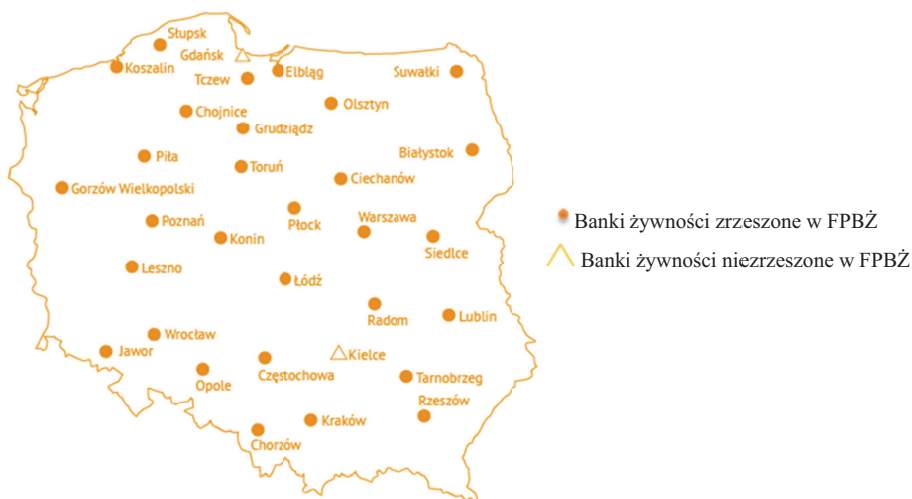 Słupsk
Gdańsk
Koszalin
Elbląg
Suwałki
Tczew
Olsztyn
Chojnice
Grudziądz
Białystok
Piła
Toruń
Ciechanów
Gorzów Wielkopolski
Poznań
Płock
Warszawa
Banki żywności zrzeszone w FPBŻ
Konin
Siedlce
Banki żywności niezrzeszone w FPBŻ
Leszno
Łódź
Radom
Lublin
Wrocław
Jawor
Kielce
Częstochowa
Opole
Tarnobrzeg
Rzeszów
Kraków
Chorzów